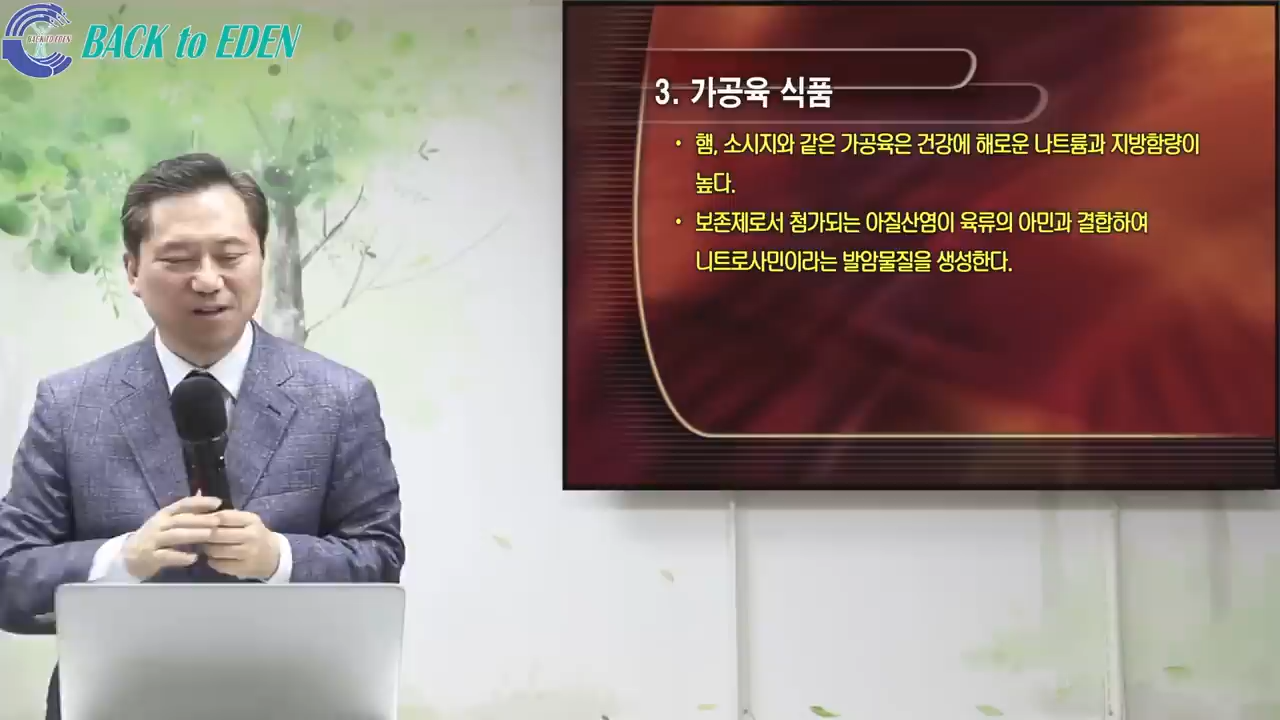 BACK to EDEN
BACK TO EDEN
3. 가공육 식품
• 햄, 소시지와 같은 가공육은 건강에 해로운 나트륨과 지방함량이
높다.
• 보존제로서 첨가되는 아질산염이 육류의 아민과 결합하여
니트로사민이라는 발암물질을 생성한다.